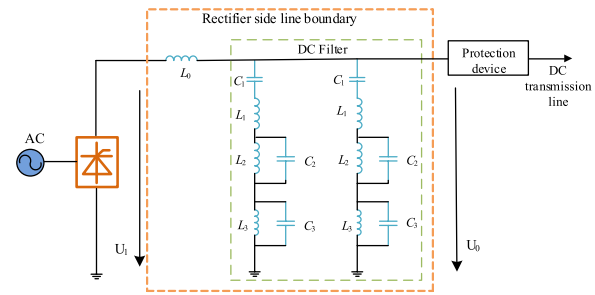 Rectifier side line boundary
DC Filter
L0
C1
C1
Protection
device
DC
transmission
line
L1
L1
AC
L2
C2
L2
C2
L3
C3
L3
C3
U1
U0